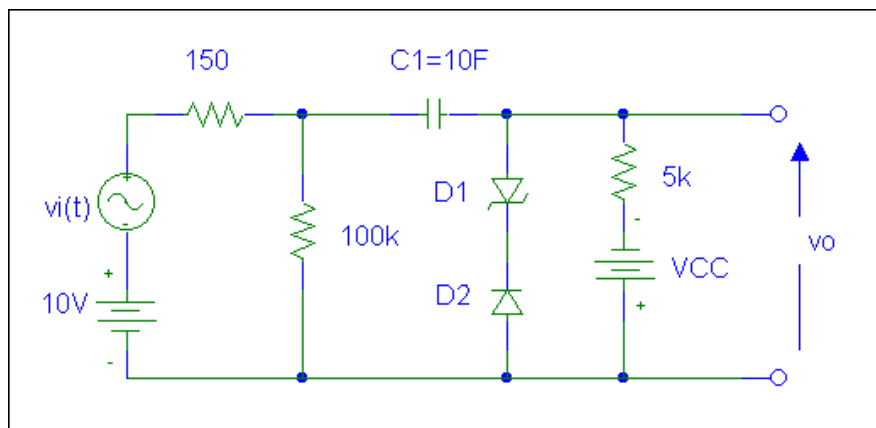 150
C1=10F
vi(t)
+
-
100k
D1
D2
5k
-
VCC
+
vo
+
10V
-